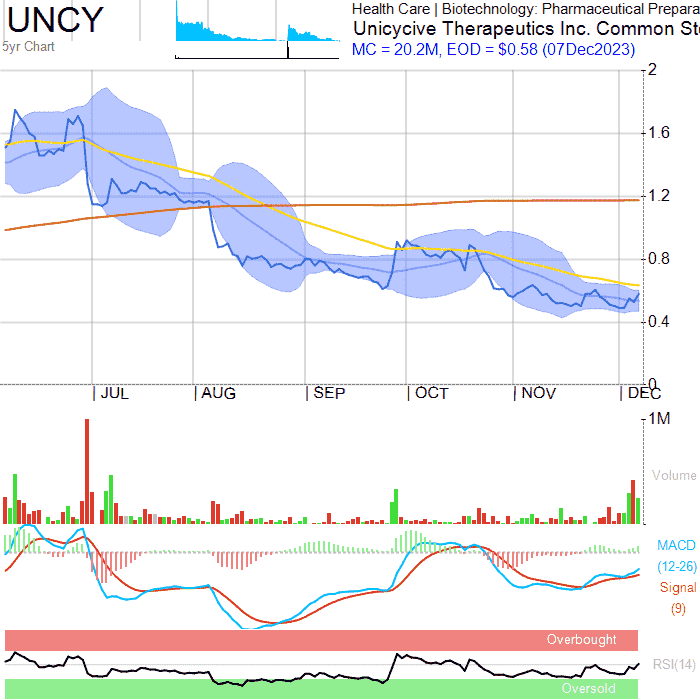 UNCY
Health Care | Biotechnology: Pharmaceutical Prepara
5yr Chart
Unicycive Therapeutics Inc. Common Sto
MC = 20.2M, EOD = $0.58 (07Dec2023)
2
1.6
1.2
0.8
0.4
0
JUL AUG SEP OCT NOV DEC
1M
Volume
MACD
(12-26)
Signal
(9)
Overbought
RSI(14)
Oversold